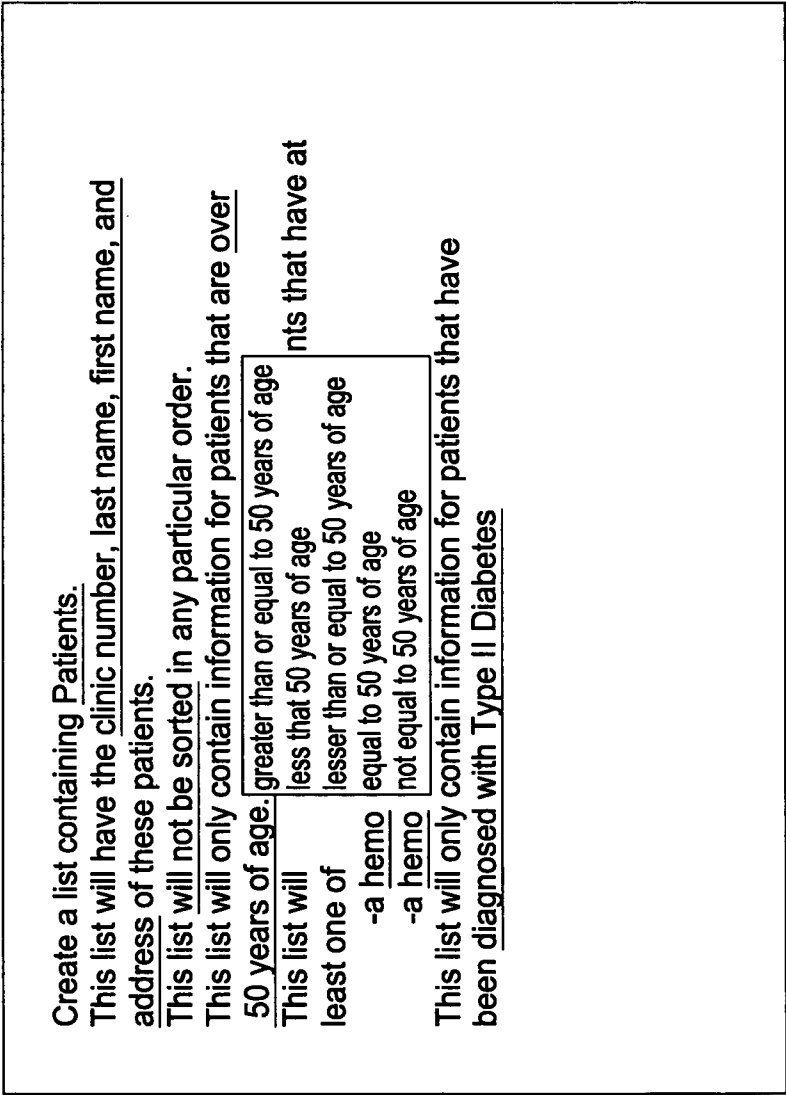 Create a list containing Patients.
This list will have the clinic number, last name, first name, and
address of these patients.
This list will not be sorted in any particular order.
This list will only contain information for patients that are over
50 years of age.
greater than or equal to 50 years of age
less that 50 years of age
lesser than or equal to 50 years of age
equal to 50 years of age
not equal to 50 years of age
This list will nts that have at
least one of
-a hemo
-a hemo
This list will only contain information for patients that have
been diagnosed with Type II Diabetes